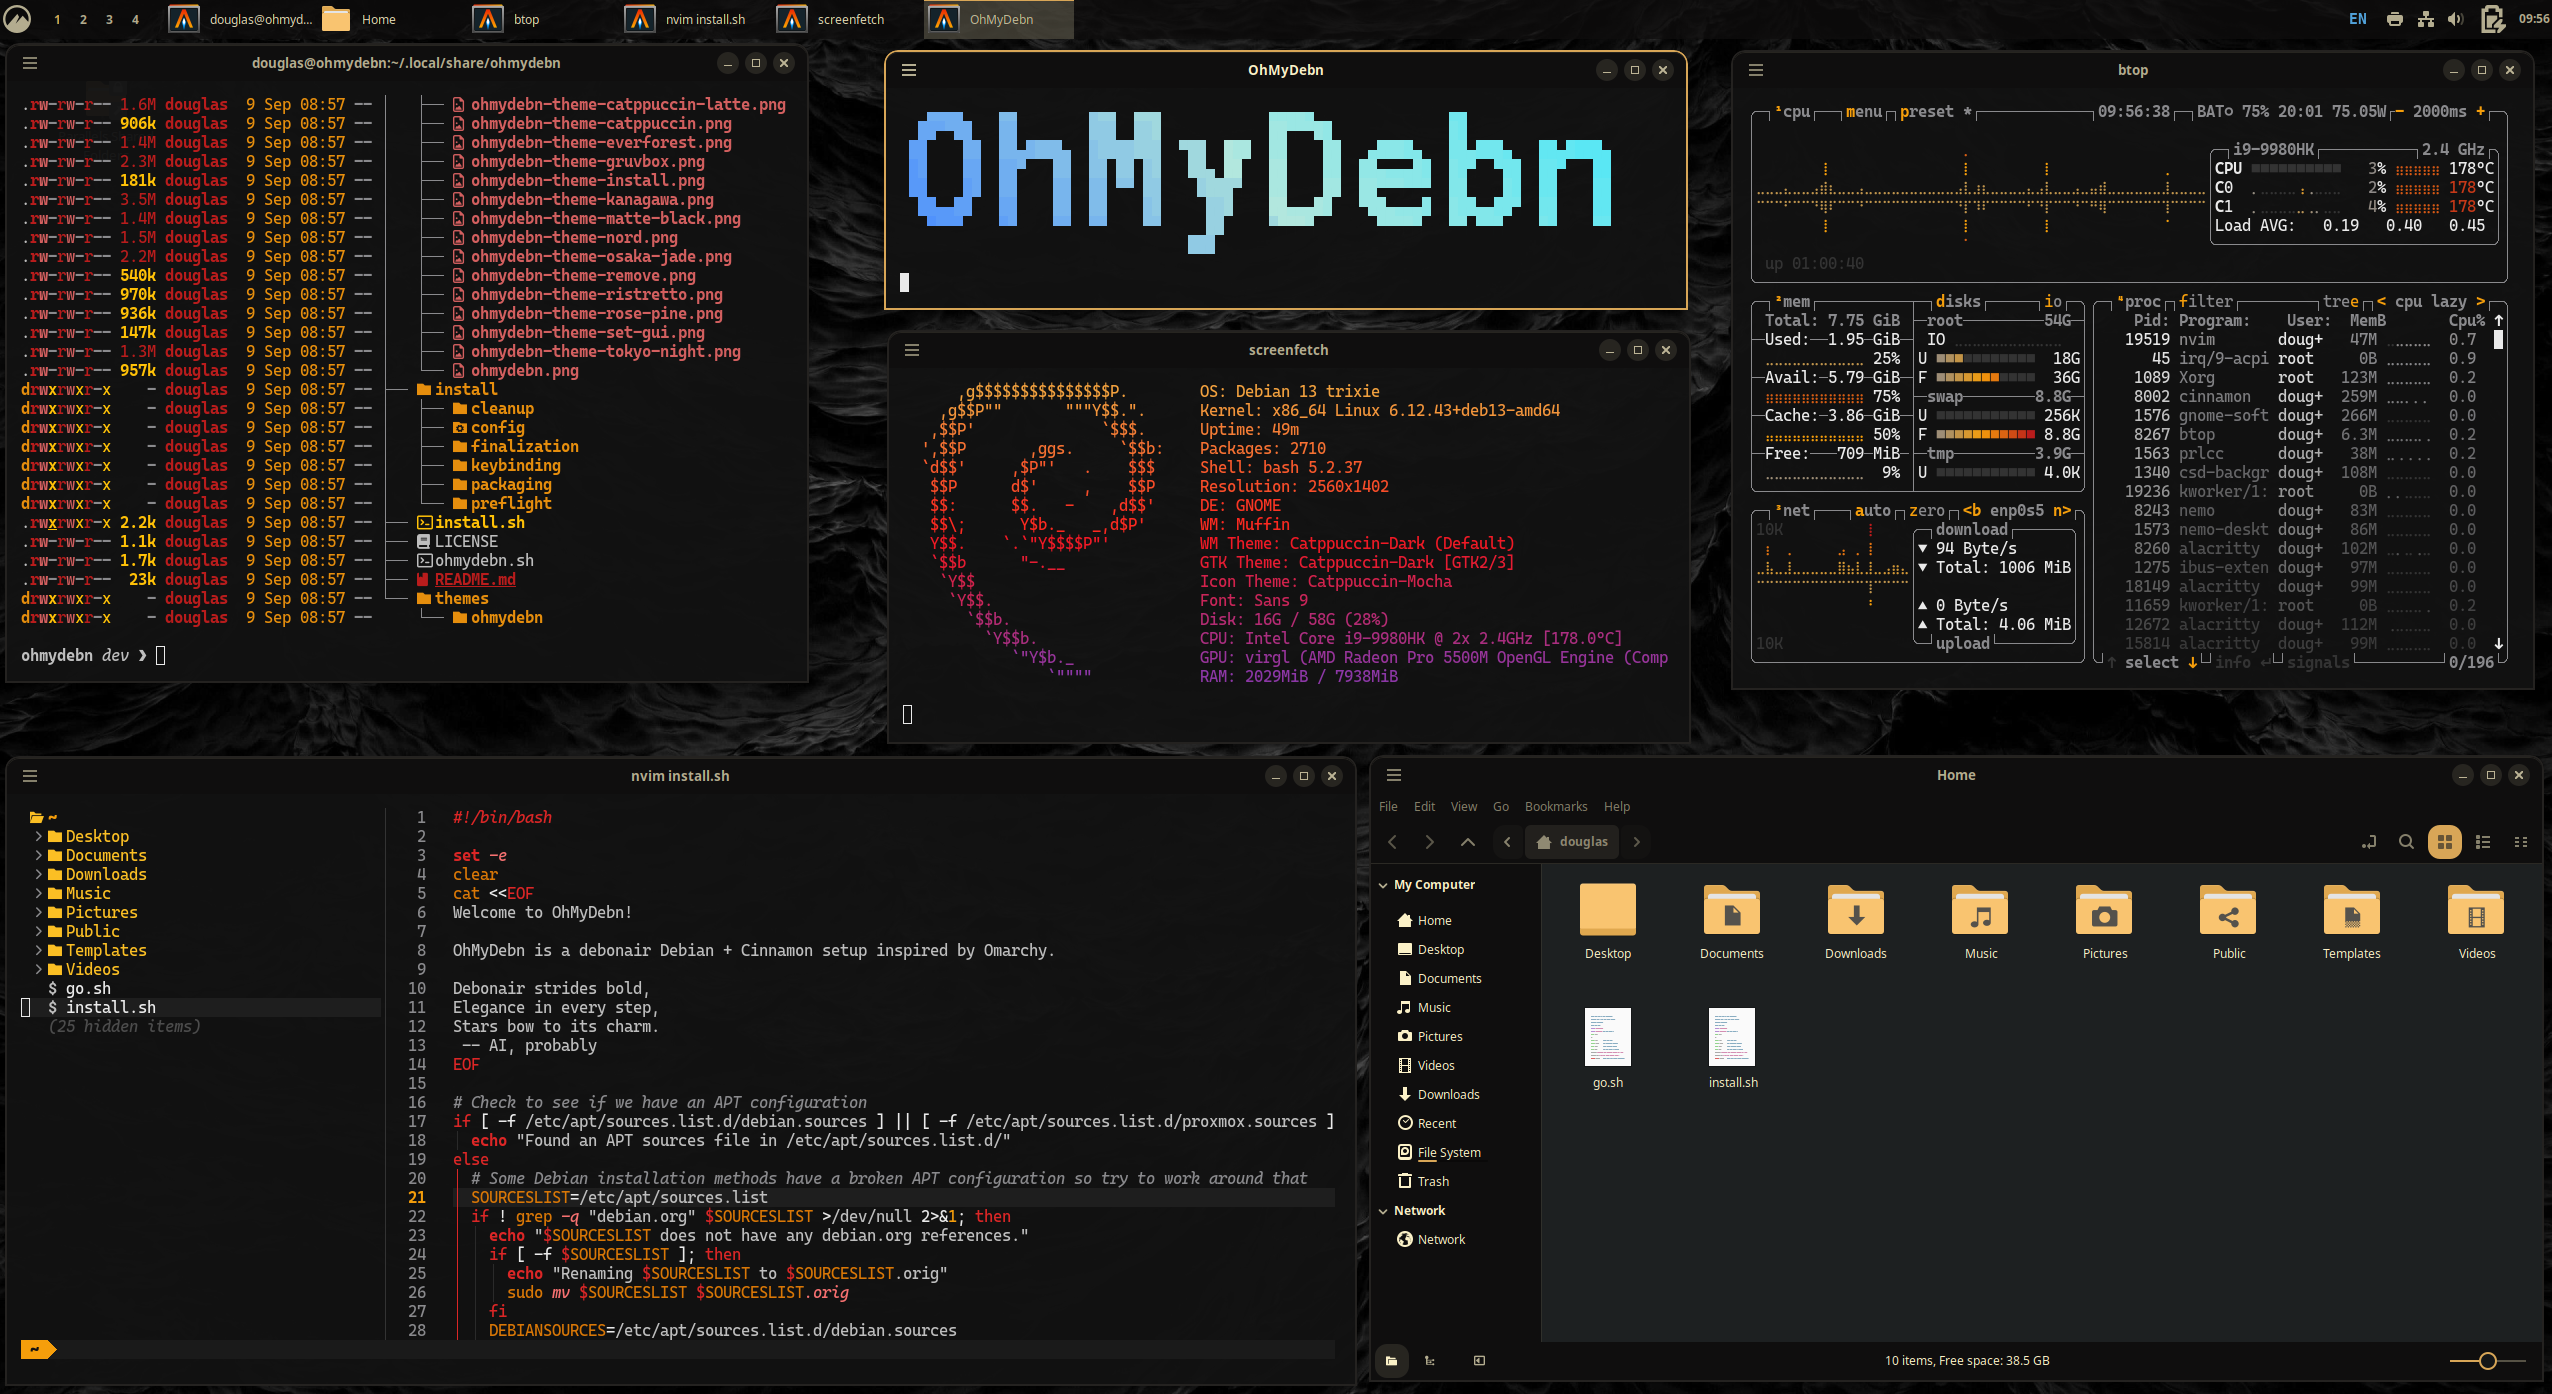 1 2 3 4 douglas@ohmyd... Home btop nvim install.sh screenfetch OhMyDebn EN 09:56
douglas@ohmydebn:~/.local/share/ohmydebn
.rw-rw-r-- 1.6M douglas 9 Sep 08:57 -- ohmydebn-theme-catppuccin-latte.png
.rw-rw-r-- 906k douglas 9 Sep 08:57 -- ohmydebn-theme-catppuccin.png
.rw-rw-r-- 1.4M douglas 9 Sep 08:57 -- ohmydebn-theme-everforest.png
.rw-rw-r-- 2.3M douglas 9 Sep 08:57 -- ohmydebn-theme-gruvbox.png
.rw-rw-r-- 181k douglas 9 Sep 08:57 -- ohmydebn-theme-install.png
.rw-rw-r-- 3.5M douglas 9 Sep 08:57 -- ohmydebn-theme-kanagawa.png
.rw-rw-r-- 1.4M douglas 9 Sep 08:57 -- ohmydebn-theme-matte-black.png
.rw-rw-r-- 1.5M douglas 9 Sep 08:57 -- ohmydebn-theme-nord.png
.rw-rw-r-- 2.2M douglas 9 Sep 08:57 -- ohmydebn-theme-osaka-jade.png
.rw-rw-r-- 540k douglas 9 Sep 08:57 -- ohmydebn-theme-remove.png
.rw-rw-r-- 970k douglas 9 Sep 08:57 -- ohmydebn-theme-ristretto.png
.rw-rw-r-- 936k douglas 9 Sep 08:57 -- ohmydebn-theme-rose-pine.png
.rw-rw-r-- 147k douglas 9 Sep 08:57 -- ohmydebn-theme-set-gui.png
.rw-rw-r-- 1.3M douglas 9 Sep 08:57 -- ohmydebn-theme-tokyo-night.png
.rw-rw-r-- 957k douglas 9 Sep 08:57 -- ohmydebn.png
drwxrwxr-x - douglas 9 Sep 08:57 -- install
drwxrwxr-x - douglas 9 Sep 08:57 -- cleanup
drwxrwxr-x - douglas 9 Sep 08:57 -- config
drwxrwxr-x - douglas 9 Sep 08:57 -- finalization
drwxrwxr-x - douglas 9 Sep 08:57 -- keybinding
drwxrwxr-x - douglas 9 Sep 08:57 -- packaging
drwxrwxr-x - douglas 9 Sep 08:57 -- preflight
.rwxrwxr-x 2.2k douglas 9 Sep 08:57 -- install.sh
.rw-rw-r-- 1.1k douglas 9 Sep 08:57 -- LICENSE
.rw-rw-r-- 1.7k douglas 9 Sep 08:57 -- ohmydebn.sh
.rw-rw-r-- 23k douglas 9 Sep 08:57 -- README.md
drwxrwxr-x - douglas 9 Sep 08:57 -- themes
drwxrwxr-x - douglas 9 Sep 08:57 -- ohmydebn
ohmydebn dev ❯
OhMyDebn
OhMyDebn
screenfetch
,g$$$$$$$$$$$$$$$P. OS: Debian 13 trixie
,g$$P"" """Y$$.". Kernel: x86_64 Linux 6.12.43+deb13-amd64
,$$P' `$$$. Uptime: 49m
',$$P ,ggs. `$$b: Packages: 2710
`d$$' ,$P"' . $$$ Shell: bash 5.2.37
$$P d$' , $$P Resolution: 2560x1402
$$: $$. - ,d$$' DE: GNOME
$$\; Y$b._ _,d$P' WM: Muffin
Y$$. `.`"Y$$$$P"' WM Theme: Catppuccin-Dark (Default)
`$$b "-.__ GTK Theme: Catppuccin-Dark [GTK2/3]
`Y$$ Icon Theme: Catppuccin-Mocha
`Y$$. Font: Sans 9
`$$b. Disk: 16G / 58G (28%)
`Y$$b. CPU: Intel Core i9-9980HK @ 2x 2.4GHz [178.0°C]
`"Y$b._ GPU: virgl (AMD Radeon Pro 5500M OpenGL Engine (Comp
`"""" RAM: 2029MiB / 7938MiB
btop
¹cpu menu preset * 09:56:38 BAT○ 75% 20:01 75.05W - 2000ms +
i9-9980HK 2.4 GHz
CPU 3% 178°C
C0 2% 178°C
C1 4% 178°C
Load AVG: 0.19 0.40 0.45
up 01:00:40
²mem disks io
Total: 7.75 GiB root 54G
Used: 1.95 GiB IO
25% U 18G
Avail: 5.79 GiB F 36G
75% swap 8.8G
Cache: 3.86 GiB U 256K
50% F 8.8G
Free: 709 MiB tmp 3.9G
9% U 4.0K
³net auto zero <b enp0s5 n>
10K download
▼ 94 Byte/s
▼ Total: 1006 MiB
▲ 0 Byte/s
▲ Total: 4.06 MiB
10K upload
⁴proc filter tree < cpu lazy >
Pid: Program: User: MemB Cpu% ↑
19519 nvim doug+ 47M 0.7
45 irq/9-acpi root 0B 0.9
1089 Xorg root 123M 0.2
8002 cinnamon doug+ 259M 0.0
1576 gnome-soft doug+ 266M 0.0
8267 btop doug+ 6.3M 0.2
1563 prlcc doug+ 38M 0.2
1340 csd-backgr doug+ 108M 0.0
19236 kworker/1: root 0B 0.0
8243 nemo doug+ 83M 0.0
1573 nemo-deskt doug+ 86M 0.0
8260 alacritty doug+ 102M 0.0
1275 ibus-exten doug+ 97M 0.0
18149 alacritty doug+ 99M 0.0
11659 kworker/1: root 0B 0.2
12672 alacritty doug+ 112M 0.0
15814 alacritty doug+ 99M 0.0 ↓
↑ select ↓ info ↵ signals 0/196
nvim install.sh
~
Desktop
Documents
Downloads
Music
Pictures
Public
Templates
Videos
$ go.sh
$ install.sh
(25 hidden items)
1 #!/bin/bash
2
3 set -e
4 clear
5 cat <<EOF
6 Welcome to OhMyDebn!
7
8 OhMyDebn is a debonair Debian + Cinnamon setup inspired by Omarchy.
9
10 Debonair strides bold,
11 Elegance in every step,
12 Stars bow to its charm.
13 -- AI, probably
14 EOF
15
16 # Check to see if we have an APT configuration
17 if [ -f /etc/apt/sources.list.d/debian.sources ] || [ -f /etc/apt/sources.list.d/proxmox.sources ]
18 echo "Found an APT sources file in /etc/apt/sources.list.d/"
19 else
20 # Some Debian installation methods have a broken APT configuration so try to work around that
21 SOURCESLIST=/etc/apt/sources.list
22 if ! grep -q "debian.org" $SOURCESLIST >/dev/null 2>&1; then
23 echo "$SOURCESLIST does not have any debian.org references."
24 if [ -f $SOURCESLIST ]; then
25 echo "Renaming $SOURCESLIST to $SOURCESLIST.orig"
26 sudo mv $SOURCESLIST $SOURCESLIST.orig
27 fi
28 DEBIANSOURCES=/etc/apt/sources.list.d/debian.sources
~
Home
File Edit View Go Bookmarks Help
douglas
My Computer
Home
Desktop
Documents
Music
Pictures
Videos
Downloads
Recent
File System
Trash
Network
Network
Desktop Documents Downloads Music Pictures Public Templates Videos
go.sh install.sh
10 items, Free space: 38.5 GB